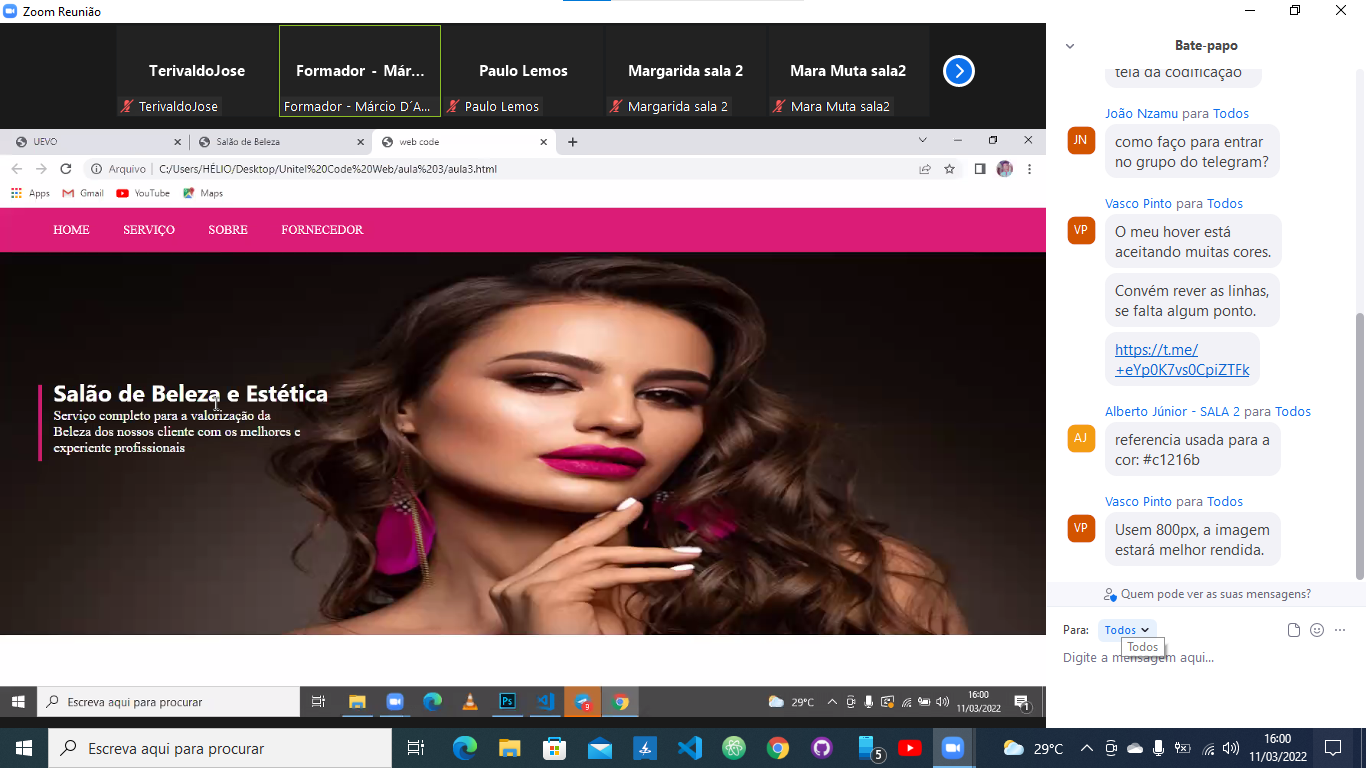 Zoom Reunião
TerivaldoJose
Formador - Már...
Paulo Lemos
Margarida sala 2
Mara Muta sala2
TerivaldoJose
Formador - Márcio D´A...
Paulo Lemos
Margarida sala 2
Mara Muta sala2
UEVO
Salão de Beleza
web code
Arquivo
C:/Users/HÉLIO/Desktop/Unitel%20Code%20Web/aula%203/aula3.html
Apps
Gmail
YouTube
Maps
HOME
SERVIÇO
SOBRE
FORNECEDOR
Salão de Beleza e Estética
Serviço completo para a valorização da
Beleza dos nossos cliente com os melhores e
experiente profissionais
Escreva aqui para procurar
Ps
9
29°C
16:00
11/03/2022
1
Bate-papo
tela da codificação
João Nzamu para Todos
JN
como faço para entrar
no grupo do telegram?
Vasco Pinto para Todos
VP
O meu hover está
aceitando muitas cores.
Convém rever as linhas,
se falta algum ponto.
https://t.me/
+eYp0K7vs0CpiZTFk
Alberto Júnior - SALA 2 para Todos
AJ
referencia usada para a
cor: #c1216b
Vasco Pinto para Todos
VP
Usem 800px, a imagem
estará melhor rendida.
Quem pode ver as suas mensagens?
Para:
Todos
Todos
Digite a mensagem aqui...
Escreva aqui para procurar
5
29°C
16:00
11/03/2022